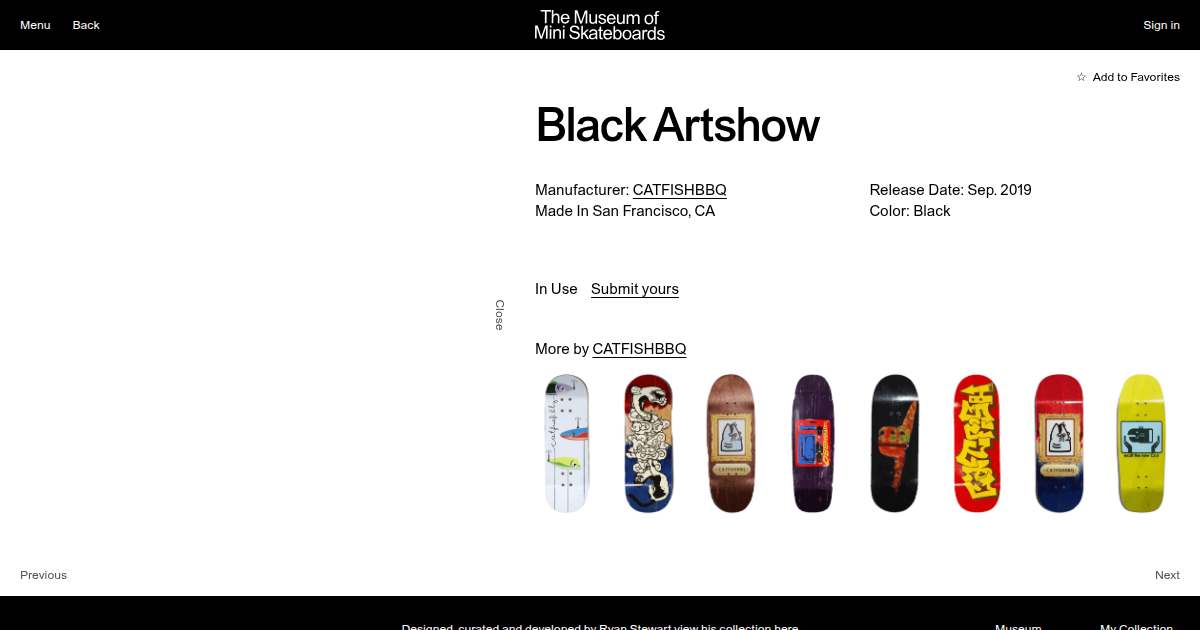 Menu Back
The Museum of
Mini Skateboards
Sign in
☆ Add to Favorites
Black Artshow
Manufacturer: CATFISHBBQ
Made In San Francisco, CA
Release Date: Sep. 2019
Color: Black
In Use Submit yours
Close
More by CATFISHBBQ
Previous
Next
Designed, curated and developed by Ryan Stewart view his collection here
Museum
My Collection